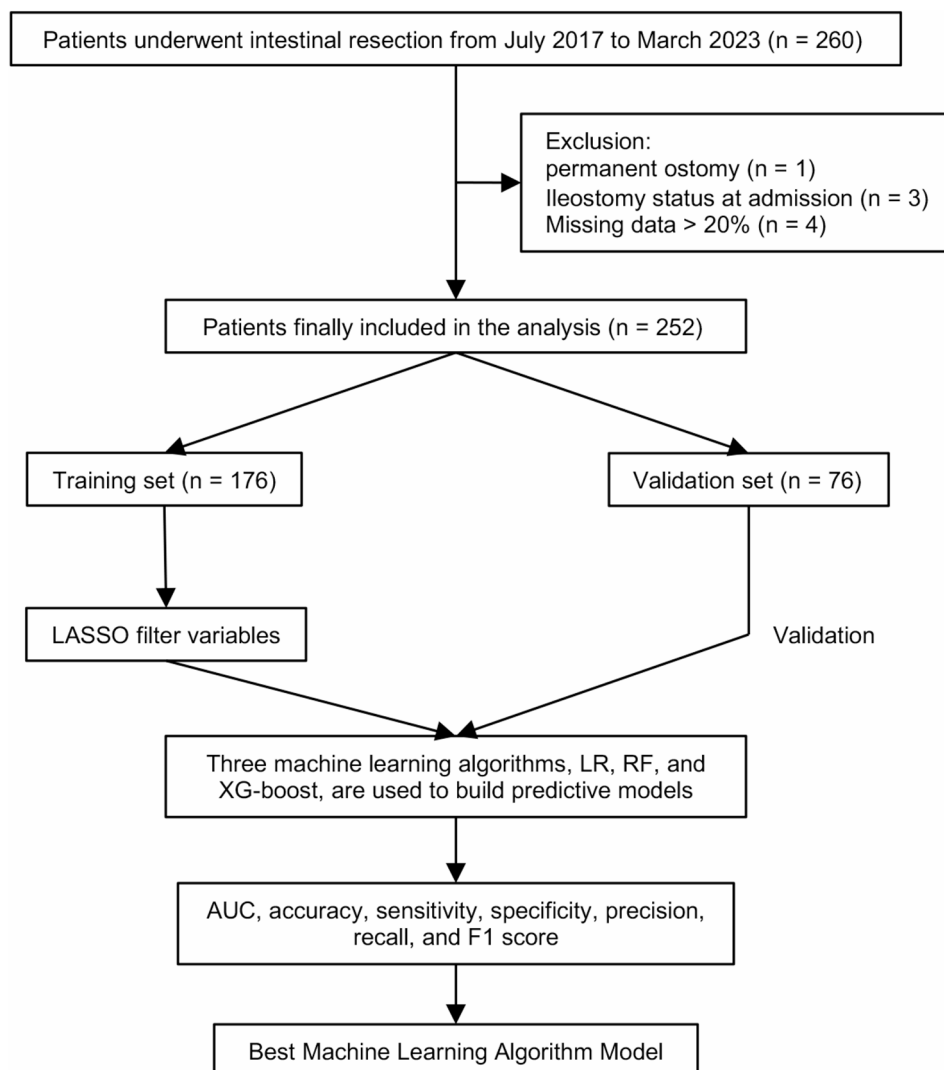 Patients underwent intestinal resection from July 2017 to March 2023 (n = 260)
Exclusion:
permanent ostomy (n = 1)
Ileostomy status at admission (n = 3)
Missing data > 20% (n = 4)
Patients finally included in the analysis (n = 252)
Training set (n = 176)
Validation set (n = 76)
LASSO filter variables
Validation
Three machine learning algorithms, LR, RF, and
XG-boost, are used to build predictive models
AUC, accuracy, sensitivity, specificity, precision,
recall, and F1 score
Best Machine Learning Algorithm Model